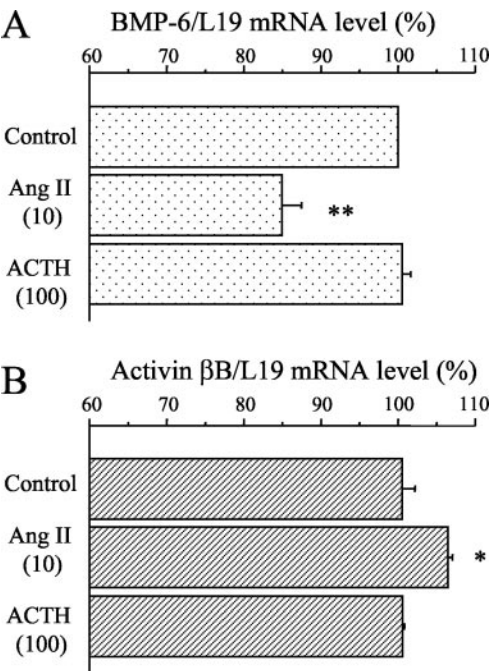 A
BMP-6/L19 mRNA level (%)
60 70 80 90 100 110
Control
Ang II
(10)
**
ACTH
(100)
B
Activin βB/L19 mRNA level (%)
60 70 80 90 100 110
Control
Ang II
(10)
*
ACTH
(100)